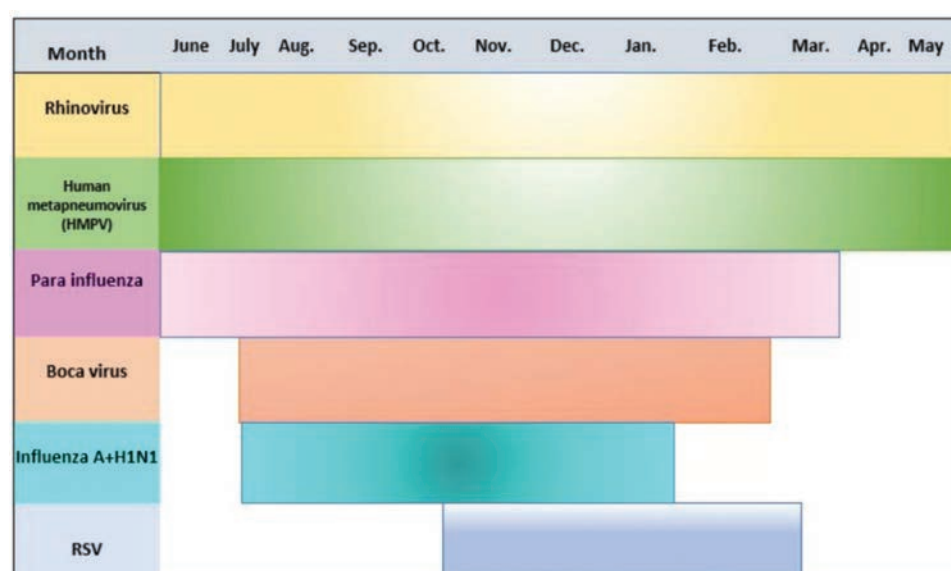 Month June July Aug. Sep. Oct. Nov. Dec. Jan. Feb. Mar. Apr. May
Rhinovirus
Human
metapneumovirus
(HMPV)
Para influenza
Boca virus
Influenza A+H1N1
RSV